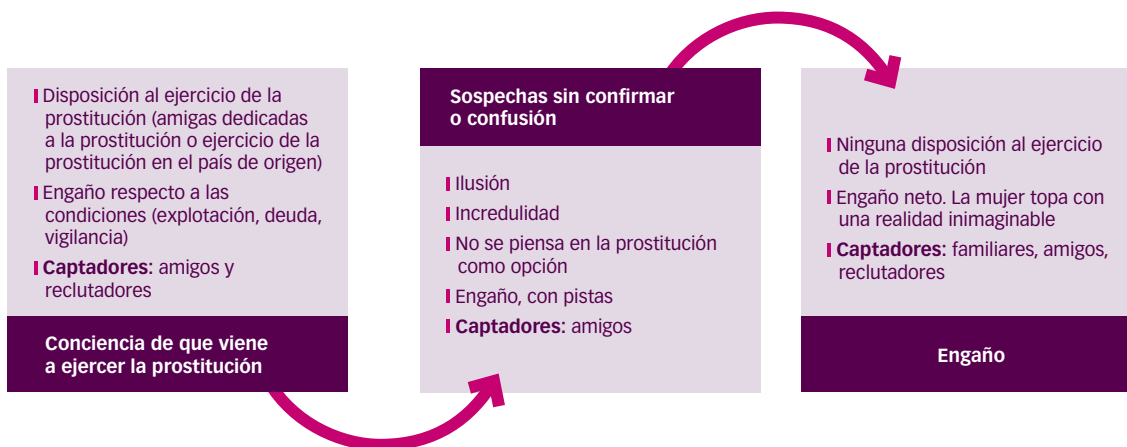 Disposición al ejercicio de la
prostitución (amigas dedicadas
a la prostitución o ejercicio de la
prostitución en el país de origen)
Engaño respecto a las
condiciones (explotación, deuda,
vigilancia)
Captadores: amigos y
reclutadores
Conciencia de que viene
a ejercer la prostitución
Sospechas sin confirmar
o confusión
Ilusión
Incredulidad
No se piensa en la prostitución
como opción
Engaño, con pistas
Captadores: amigos
Ninguna disposición al ejercicio
de la prostitución
Engaño neto. La mujer topa con
una realidad inimaginable
Captadores: familiares, amigos,
reclutadores
Engaño